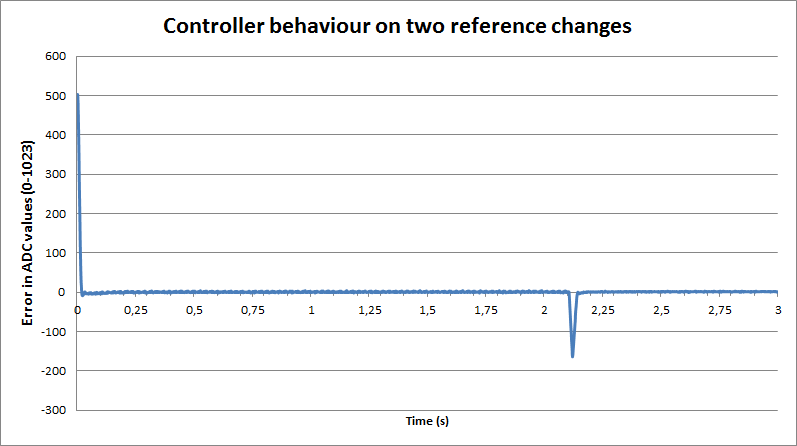 Controller behaviour on two reference changes
600
500
400
300
200
100
0
-100
-200
-300
Error in ADC values (0-1023)
0 0,25 0,5 0,75 1 1,25 1,5 1,75 2 2,25 2,5 2,75 3
Time (s)